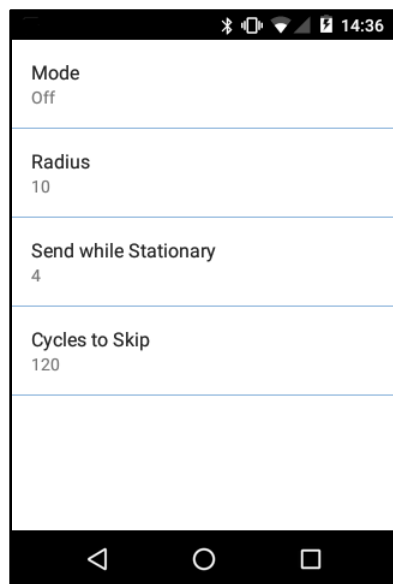 14:36
Mode
Off
Radius
10
Send while Stationary
4
Cycles to Skip
120